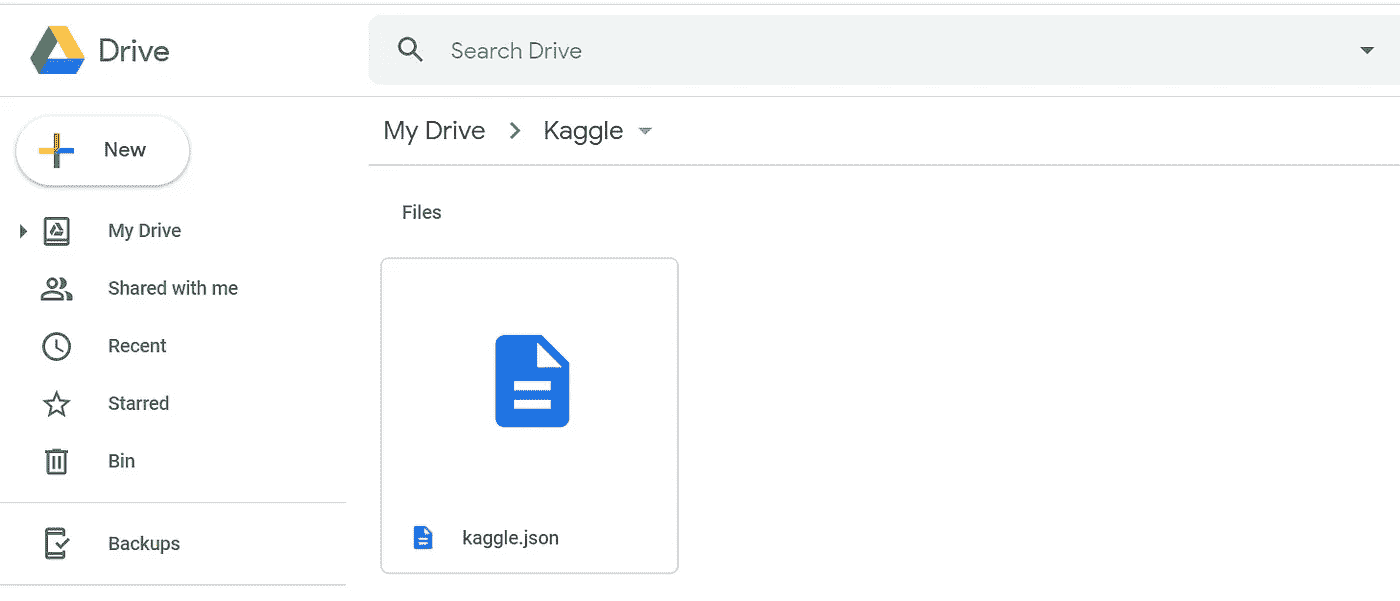 Drive
Search Drive
New
My Drive > Kaggle
My Drive
Shared with me
Recent
Starred
Bin
Backups
Files
kaggle.json